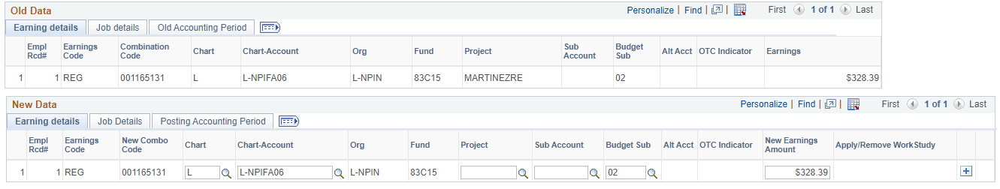 Old Data Personalize | Find | | First 1 of 1 Last
Earning details Job details Old Accounting Period
Empl Rcd# Earnings Code Combination Code Chart Chart-Account Org Fund Project Sub Account Budget Sub Alt Acct OTC Indicator Earnings
1 1 REG 001165131 L L-NPIFA06 L-NPIN 83C15 MARTINEZRE 02 $328.39
New Data Personalize | Find | | First 1 of 1 Last
Earning details Job Details Posting Accounting Period
Empl Rcd# Earnings Code New Combo Code Chart Chart-Account Org Fund Project Sub Account Budget Sub Alt Acct OTC Indicator New Earnings Amount Apply/Remove WorkStudy
1 1 REG 001165131 L L-NPIFA06 L-NPIN 83C15 02 $328.39 +